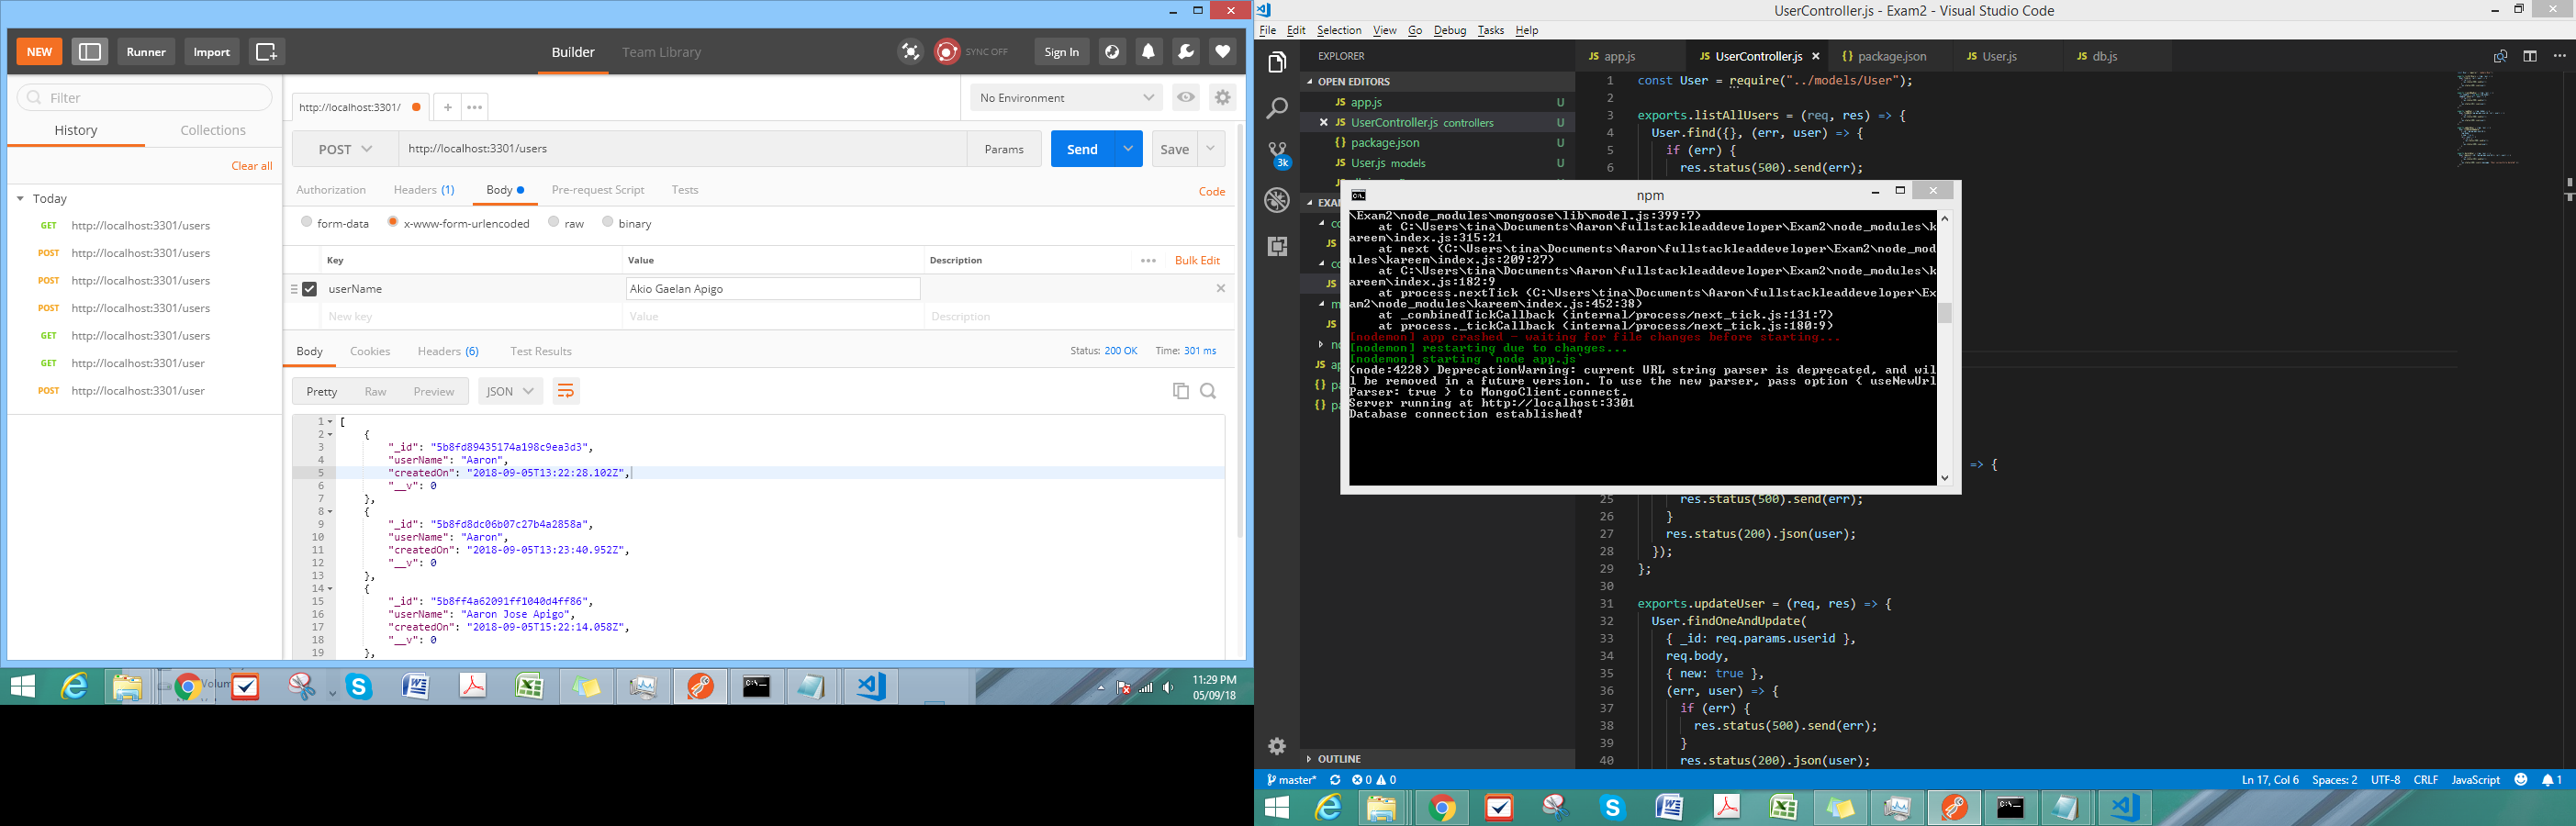 NEW
Runner
Import
Builder
Team Library
SYNC OFF
Sign In
Filter
History
Collections
Clear all
Today
GET http://localhost:3301/users
POST http://localhost:3301/users
POST http://localhost:3301/users
POST http://localhost:3301/users
GET http://localhost:3301/users
GET http://localhost:3301/user
POST http://localhost:3301/user
http://localhost:3301/
No Environment
POST
http://localhost:3301/users
Params
Send
Save
Authorization
Headers (1)
Body
Pre-request Script
Tests
Code
form-data
x-www-form-urlencoded
raw
binary
Key Value Description
Bulk Edit
userName Akio Gaelan Apigo
New key Value Description
Body
Cookies
Headers (6)
Test Results
Status: 200 OK
Time: 301 ms
Pretty
Raw
Preview
JSON
1 [
2 {
3 "_id": "5b8fd89435174a198c9ea3d3",
4 "userName": "Aaron",
5 "createdOn": "2018-09-05T13:22:28.102Z",
6 "__v": 0
7 },
8 {
9 "_id": "5b8fd8dc06b07c27b4a2858a",
10 "userName": "Aaron",
11 "createdOn": "2018-09-05T13:23:40.952Z",
12 "__v": 0
13 },
14 {
15 "_id": "5b8ff4a62091ff1040d4ff86",
16 "userName": "Aaron Jose Apigo",
17 "createdOn": "2018-09-05T15:22:14.058Z",
18 "__v": 0
19 },
11:29 PM
05/09/18
UserController.js - Exam2 - Visual Studio Code
File Edit Selection View Go Debug Tasks Help
EXPLORER
OPEN EDITORS
JS app.js U
JS UserController.js controllers U
{} package.json U
JS User.js models U
3k
OUTLINE
JS app.js
JS UserController.js
{} package.json
JS User.js
JS db.js
1 const User = require("../models/User");
2
3 exports.listAllUsers = (req, res) => {
4 User.find({}, (err, user) => {
5 if (err) {
6 res.status(500).send(err);
npm
\Exam2\node_modules\mongoose\lib\model.js:399:7)
at C:\Users\tina\Documents\Aaron\fullstackleaddeveloper\Exam2\node_modules\k
areem\index.js:315:21
at next (C:\Users\tina\Documents\Aaron\fullstackleaddeveloper\Exam2\node_mod
ules\kareem\index.js:209:27)
at C:\Users\tina\Documents\Aaron\fullstackleaddeveloper\Exam2\node_modules\k
areem\index.js:182:9
at process.nextTick (C:\Users\tina\Documents\Aaron\fullstackleaddeveloper\Ex
am2\node_modules\kareem\index.js:452:38)
at _combinedTickCallback (internal/process/next_tick.js:131:7)
at process._tickCallback (internal/process/next_tick.js:180:9)
[nodemon] app crashed - waiting for file changes before starting...
[nodemon] restarting due to changes...
[nodemon] starting `node app.js`
(node:4228) DeprecationWarning: current URL string parser is deprecated, and wil
l be removed in a future version. To use the new parser, pass option { useNewUrl
Parser: true } to MongoClient.connect.
Server running at http://localhost:3301
Database connection established!
=> {
25 res.status(500).send(err);
26 }
27 res.status(200).json(user);
28 });
29 };
30
31 exports.updateUser = (req, res) => {
32 User.findOneAndUpdate(
33 { _id: req.params.userid },
34 req.body,
35 { new: true },
36 (err, user) => {
37 if (err) {
38 res.status(500).send(err);
39 }
40 res.status(200).json(user);
master*
0 0
Ln 17, Col 6
Spaces: 2
UTF-8
CRLF
JavaScript
1